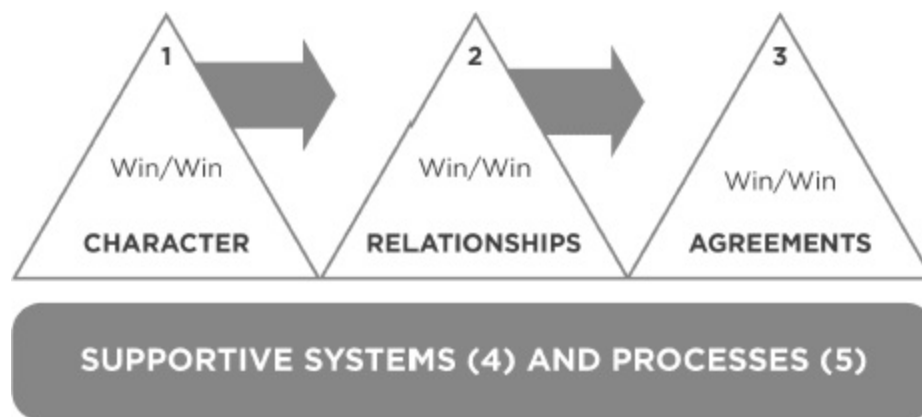 1
2
3
Win/Win
Win/Win
Win/Win
CHARACTER
RELATIONSHIPS
AGREEMENTS
SUPPORTIVE SYSTEMS (4) AND PROCESSES (5)